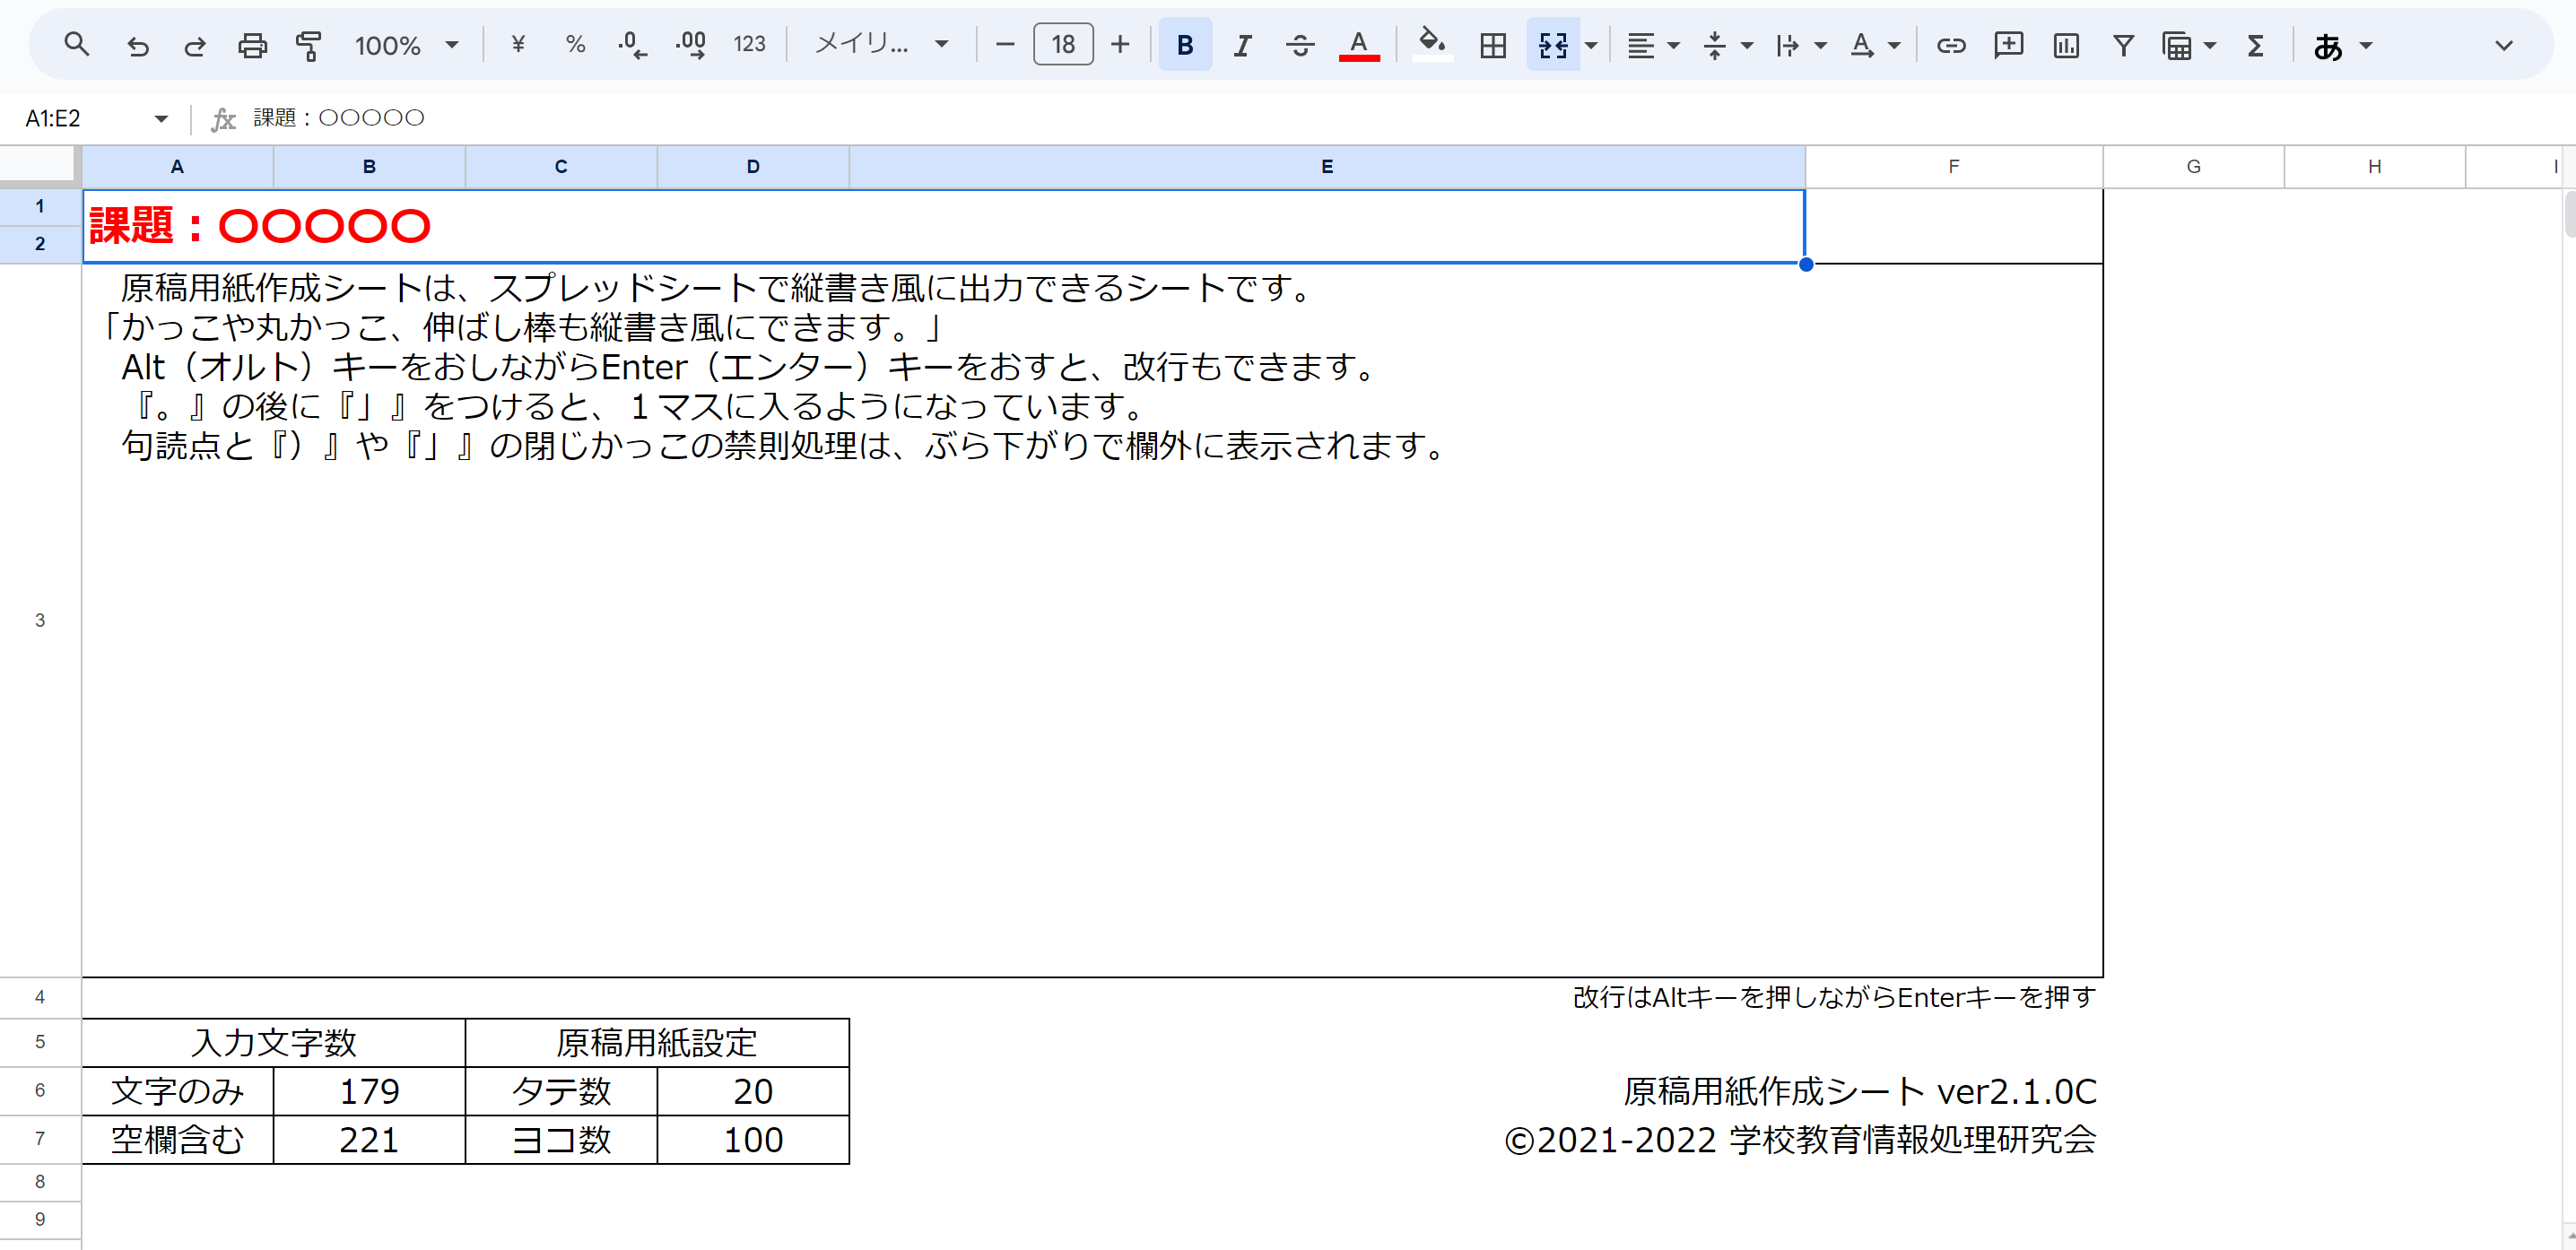 100% ¥ % .0 .00 123 メイリ... 18 B I A A あ
A1:E2 fx 課題：〇〇〇〇〇
A B C D E F G H I
1 課題：〇〇〇〇〇
2
3
　原稿用紙作成シートは、スプレッドシートで縦書き風に出力できるシートです。
「かっこや丸かっこ、伸ばし棒も縦書き風にできます。」
　Alt（オルト）キーをおしながらEnter（エンター）キーをおすと、改行もできます。
　『。』の後に『」』をつけると、１マスに入るようになっています。
　句読点と『）』や『」』の閉じかっこの禁則処理は、ぶら下がりで欄外に表示されます。
4 改行はAltキーを押しながらEnterキーを押す
5 入力文字数 原稿用紙設定
6 文字のみ 179 タテ数 20 原稿用紙作成シート ver2.1.0C
7 空欄含む 221 ヨコ数 100 ©2021-2022 学校教育情報処理研究会
8
9